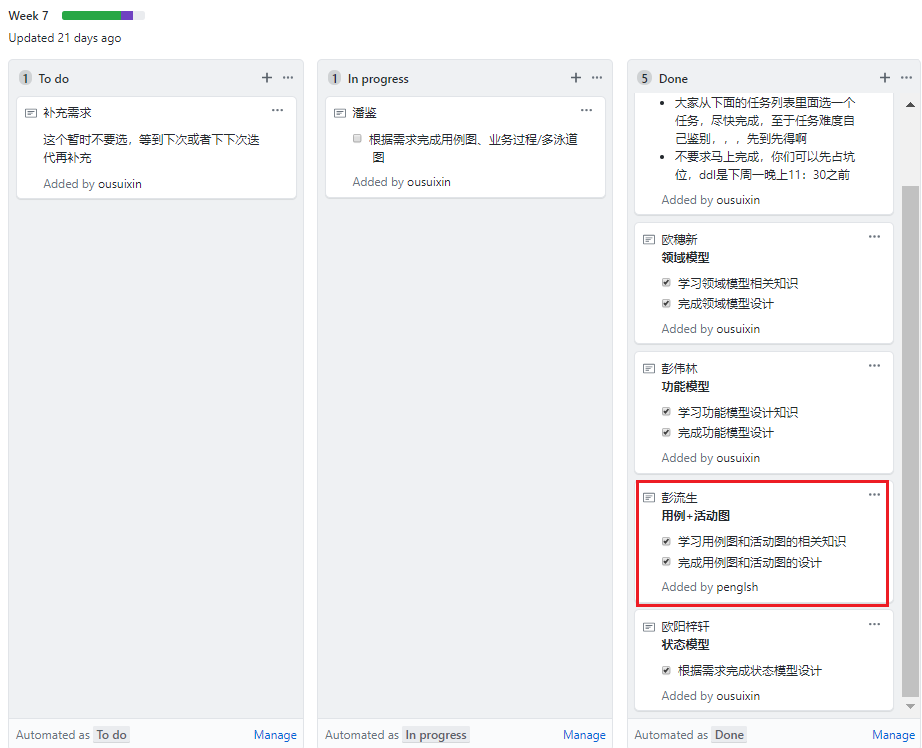 Week 7
Updated 21 days ago
1 To do
补充需求
这个暂时不要选，等到下次或者下下次迭
代再补充
Added by ousuixin
Automated as To do Manage
1 In progress
潘鉴
根据需求完成用例图、业务过程/多泳道
图
Added by ousuixin
Automated as In progress Manage
5 Done
大家从下面的任务列表里面选一个
任务，尽快完成，至于任务难度自
己鉴别，，，先到先得啊
不要求马上完成，你们可以先占坑
位，ddl是下周一晚上11：30之前
Added by ousuixin
欧穗新
领域模型
学习领域模型相关知识
完成领域模型设计
Added by ousuixin
彭伟林
功能模型
学习功能模型设计知识
完成功能模型设计
Added by ousuixin
彭流生
用例+活动图
学习用例图和活动图的相关知识
完成用例图和活动图的设计
Added by penglsh
欧阳梓轩
状态模型
根据需求完成状态模型设计
Added by ousuixin
Automated as Done Manage